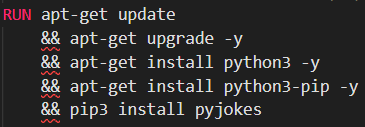 RUN apt-get update
    && apt-get upgrade -y
    && apt-get install python3 -y
    && apt-get install python3-pip -y
    && pip3 install pyjokes